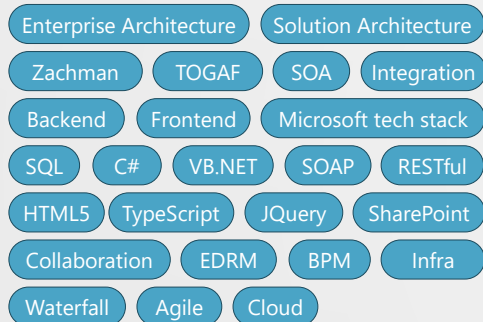 Enterprise Architecture Solution Architecture
Zachman TOGAF SOA Integration
Backend Frontend Microsoft tech stack
SQL C# VB.NET SOAP RESTful
HTML5 TypeScript JQuery SharePoint
Collaboration EDRM BPM Infra
Waterfall Agile Cloud